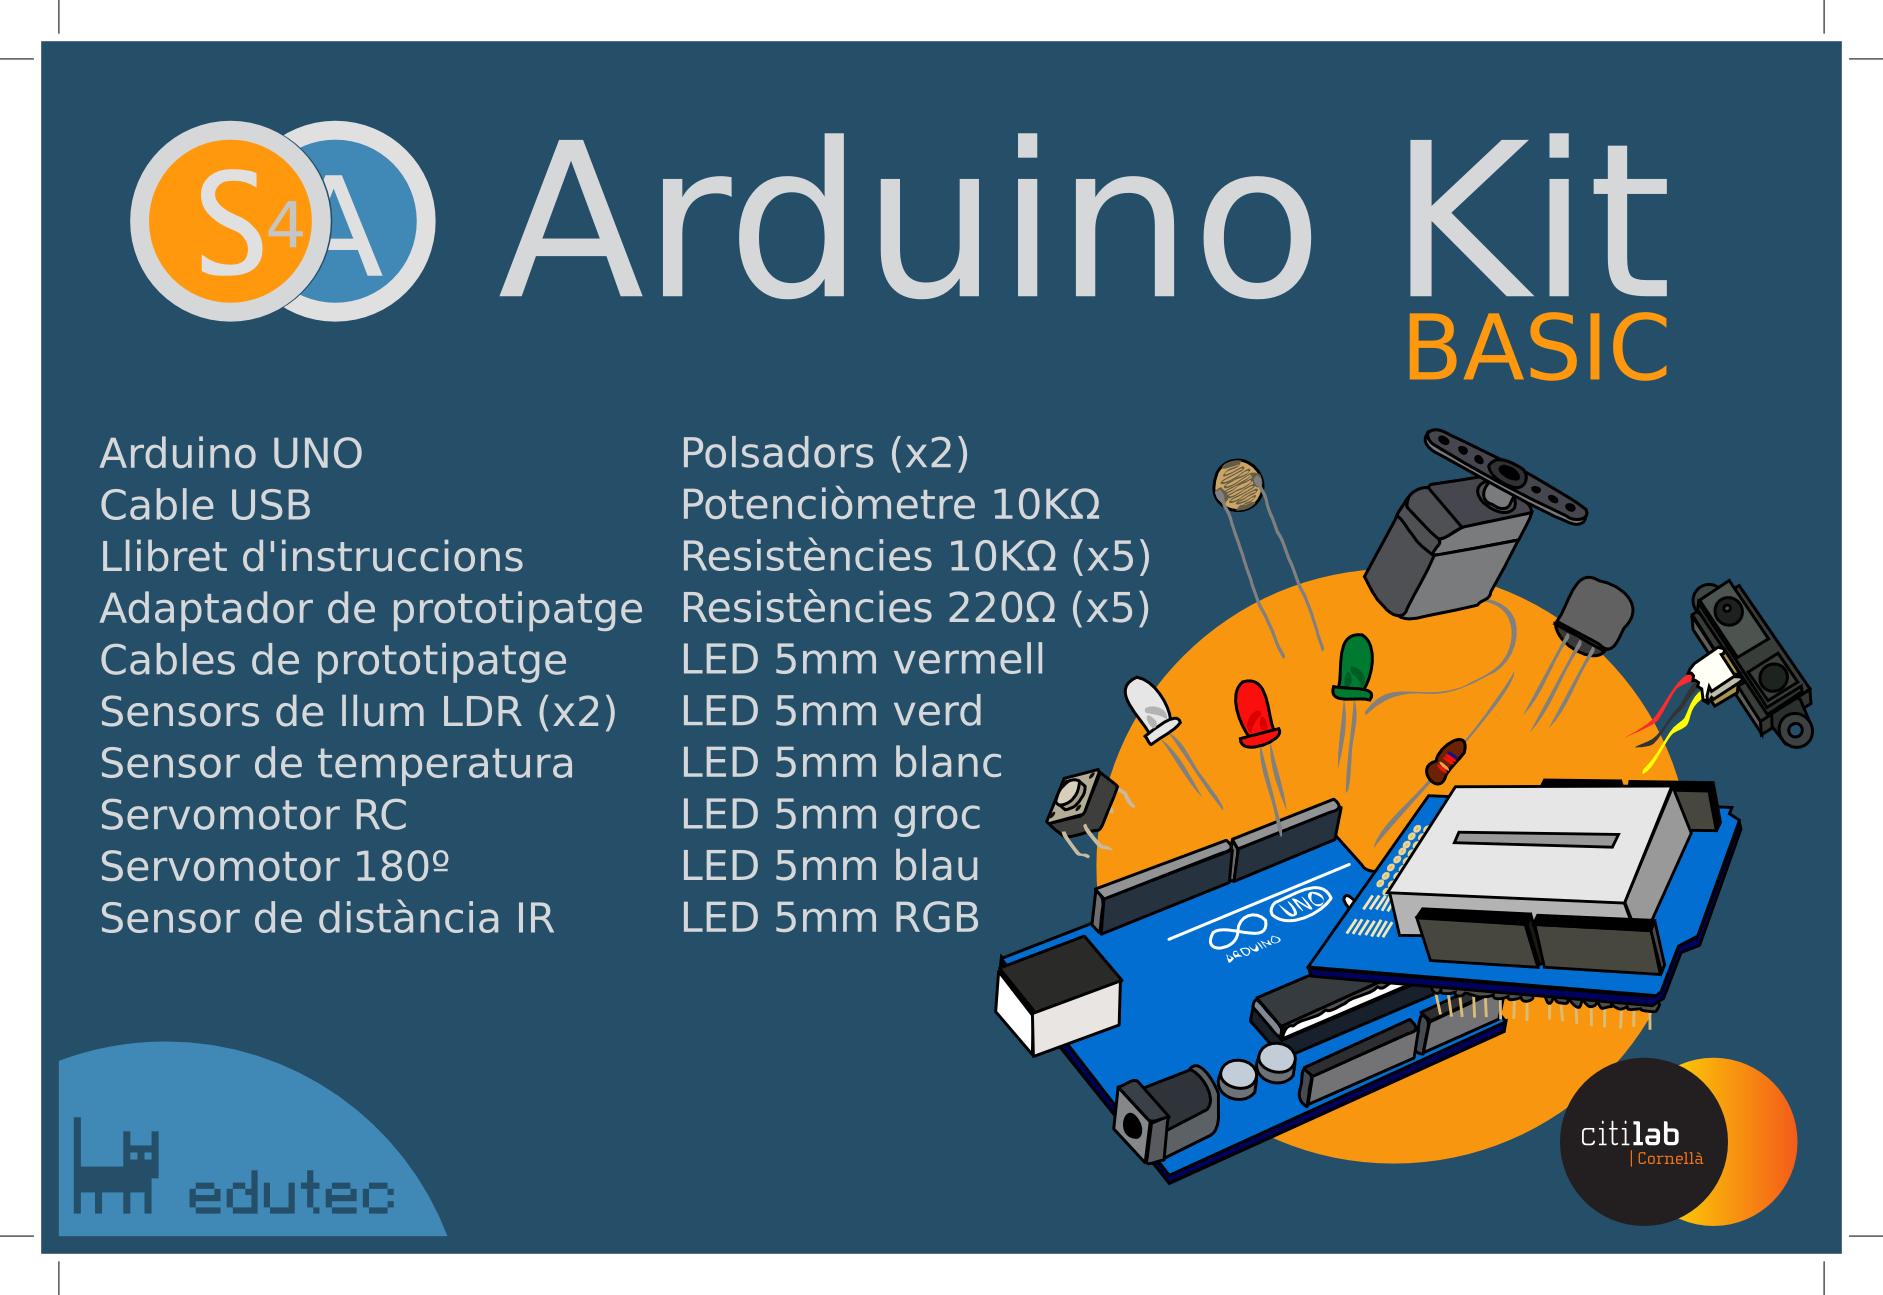 S4A Arduino Kit
BASIC
Arduino UNO
Cable USB
Llibret d'instruccions
Adaptador de prototipatge
Cables de prototipatge
Sensors de llum LDR (x2)
Sensor de temperatura
Servomotor RC
Servomotor 180º
Sensor de distància IR
Polsadors (x2)
Potenciòmetre 10KΩ
Resistències 10KΩ (x5)
Resistències 220Ω (x5)
LED 5mm vermell
LED 5mm verd
LED 5mm blanc
LED 5mm groc
LED 5mm blau
LED 5mm RGB
UNO
ARDUINO
edutec
citilab
Cornellà